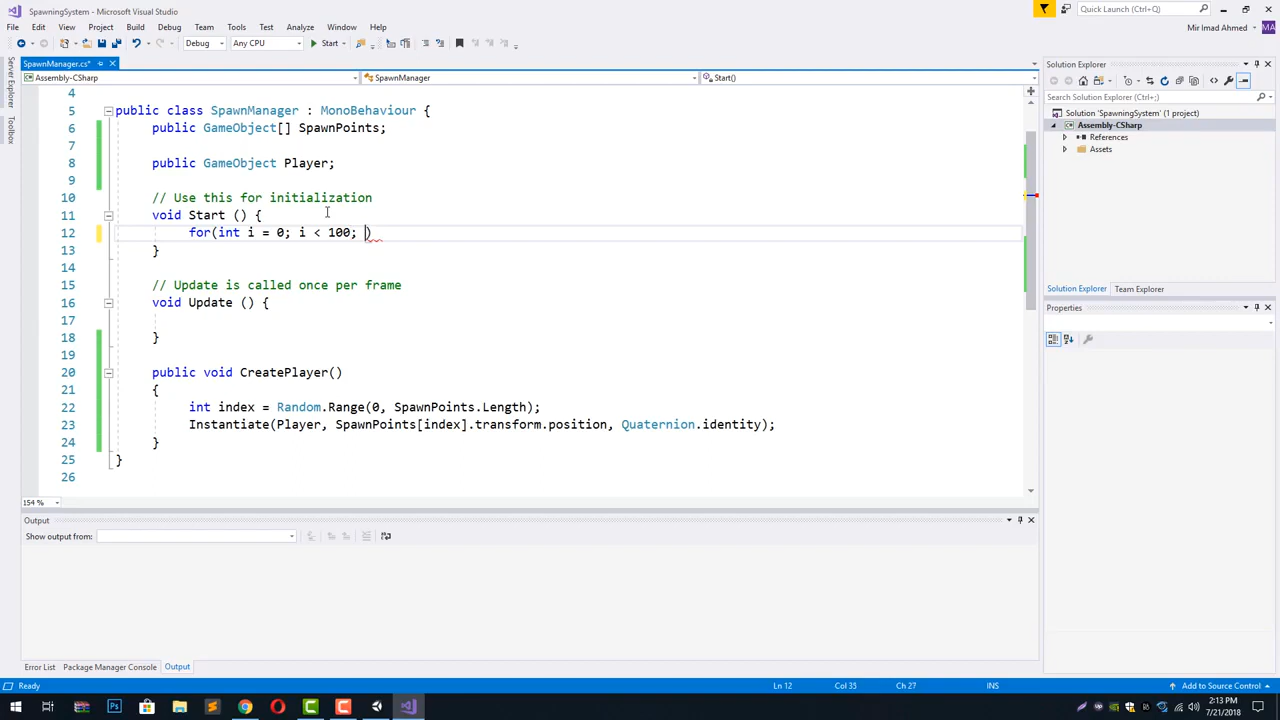 SpawningSystem - Microsoft Visual Studio
Quick Launch (Ctrl+Q)
File Edit View Project Build Debug Team Tools Test Analyze Window Help
Mir Imad Ahmed MA
Debug Any CPU Start
SpawnManager.cs*
Solution Explorer
Assembly-CSharp SpawnManager Start()
Search Solution Explorer (Ctrl+;)
Solution 'SpawningSystem' (1 project)
Assembly-CSharp
References
Assets
Server Explorer
Toolbox
4
5 public class SpawnManager : MonoBehaviour {
6 public GameObject[] SpawnPoints;
7
8 public GameObject Player;
9
10 // Use this for initialization
11 void Start () {
12 for(int i = 0; i < 100; )
13 }
14
15 // Update is called once per frame
16 void Update () {
17
18 }
19
20 public void CreatePlayer()
21 {
22 int index = Random.Range(0, SpawnPoints.Length);
23 Instantiate(Player, SpawnPoints[index].transform.position, Quaternion.identity);
24 }
25 }
26
154 %
Solution Explorer Team Explorer
Properties
Output
Show output from:
Error List Package Manager Console Output
Ready Ln 12 Col 35 Ch 27 INS Add to Source Control
2:13 PM
7/21/2018